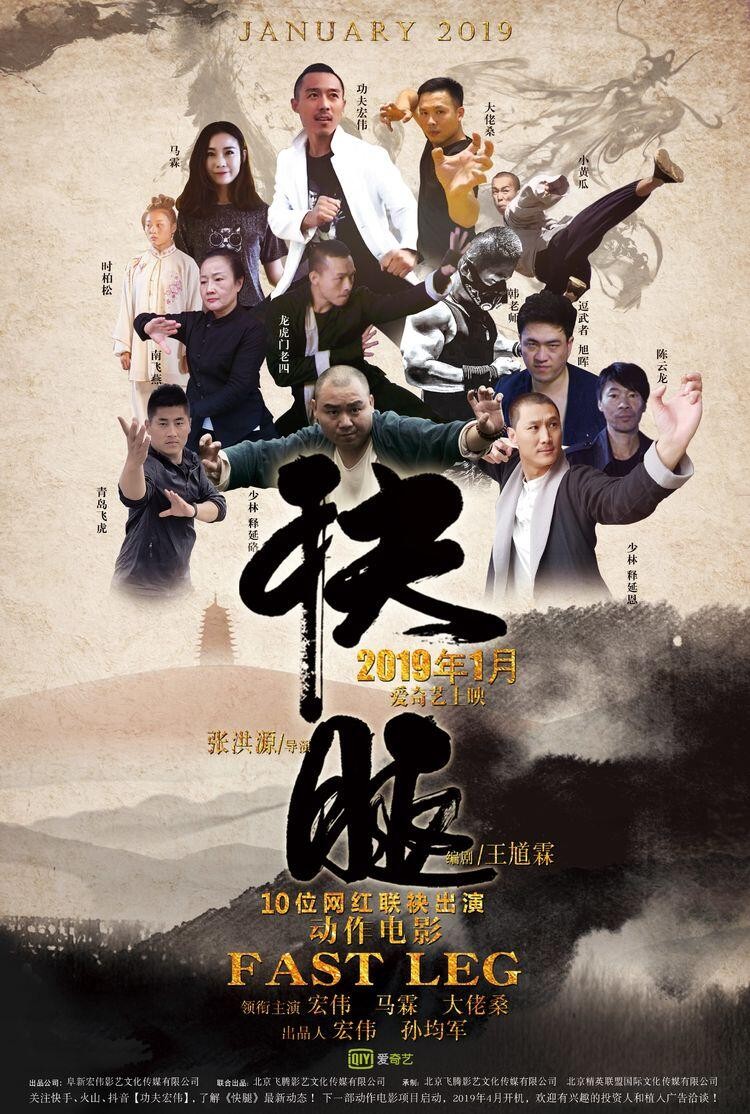 JANUARY 2019
功夫宏伟
大佬桑
马霖
小黄瓜
时柏松
韩老师
逗武者 旭晖
龙虎门老四
南飞燕
陈云龙
青岛飞虎
少林 释延硌
少林 释延恩
快
2019年1月
爱奇艺上映
张洪源/导演
腿
编剧/王馗霖
10位网红联袂出演
动作电影
FAST LEG
领衔主演 宏伟 马霖 大佬桑
出品人 宏伟 孙均军
QIY 爱奇艺
出品公司: 阜新宏伟影艺文化传媒有限公司 联合出品: 北京飞腾影艺文化传媒有限公司 承制: 北京飞腾影艺文化传媒有限公司 北京精英联盟国际文化传媒有限公司
关注快手、火山、抖音【功夫宏伟】,了解《快腿》最新动态! 下一部动作电影项目启动,2019年4月开机,欢迎有兴趣的投资人和植入广告洽谈!